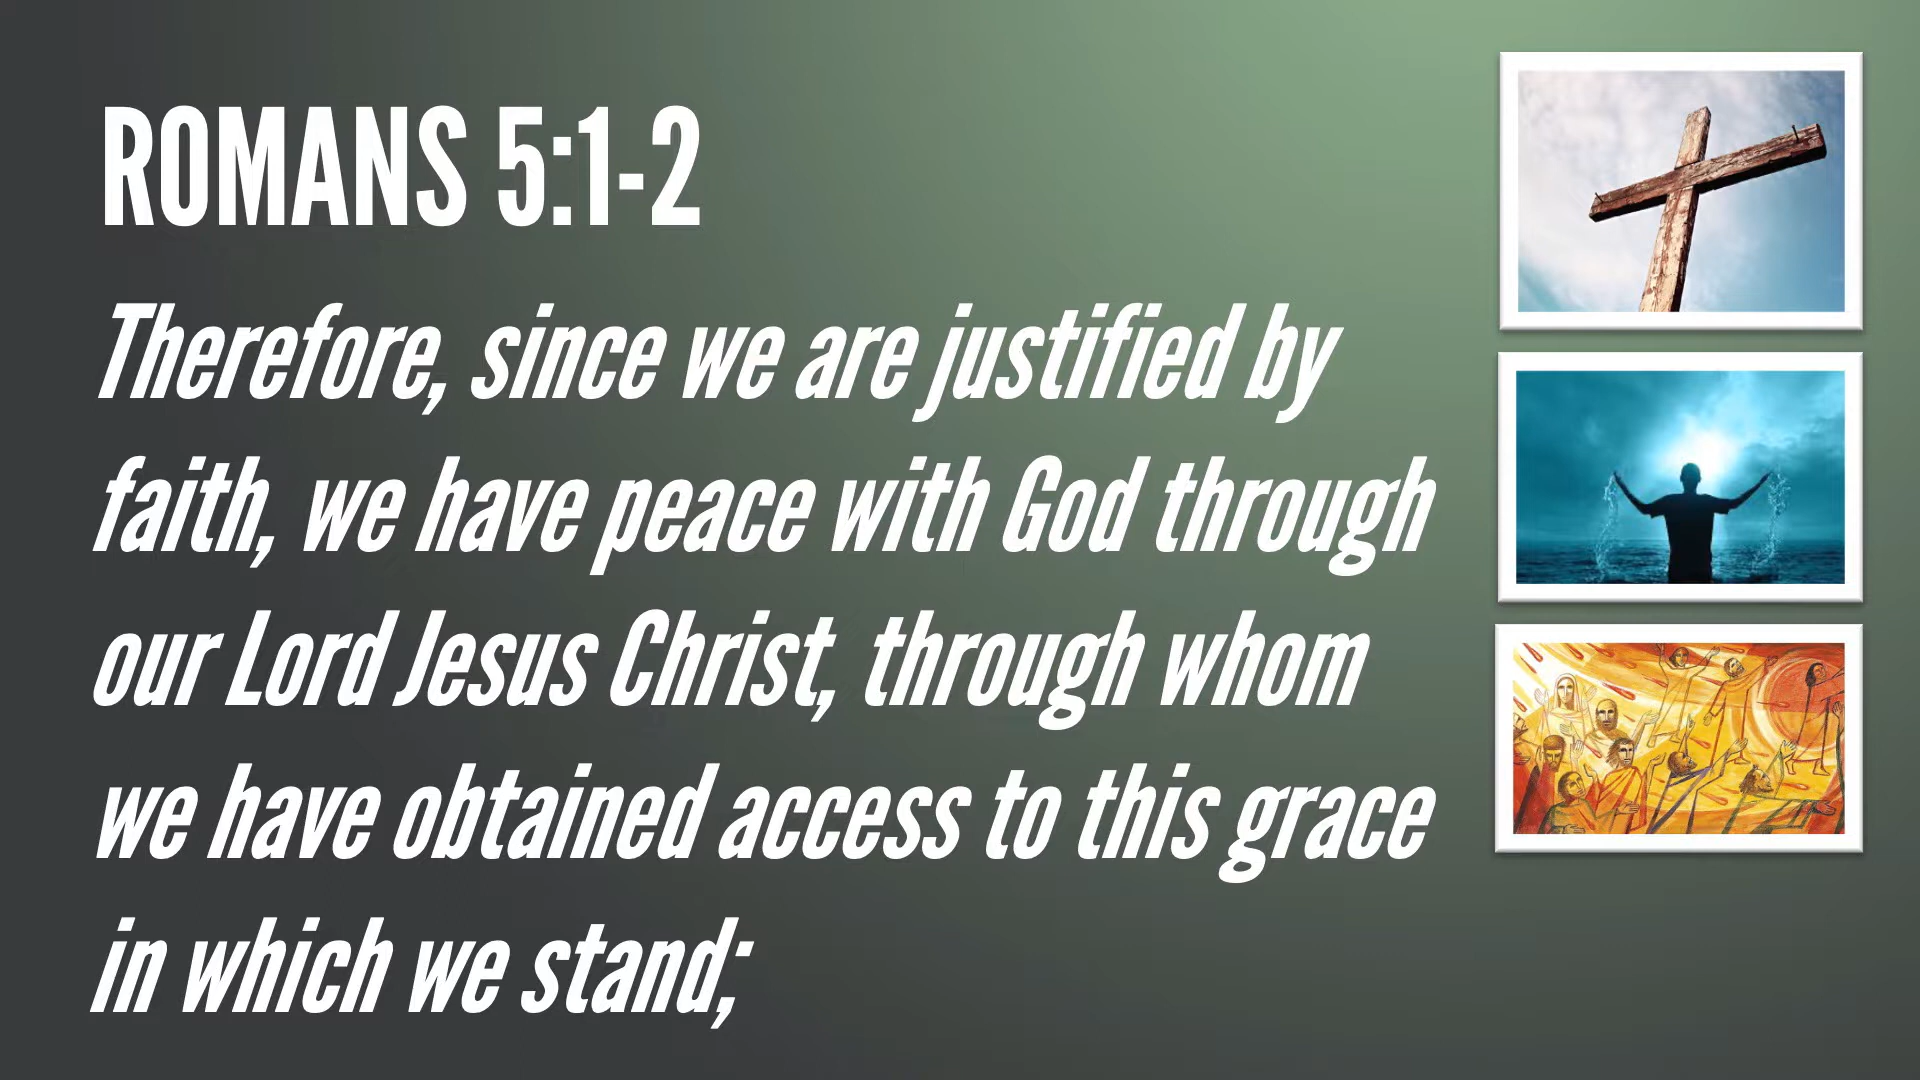 ROMANS 5:1-2
Therefore, since we are justified by
faith, we have peace with God through
our Lord Jesus Christ, through whom
we have obtained access to this grace
in which we stand;